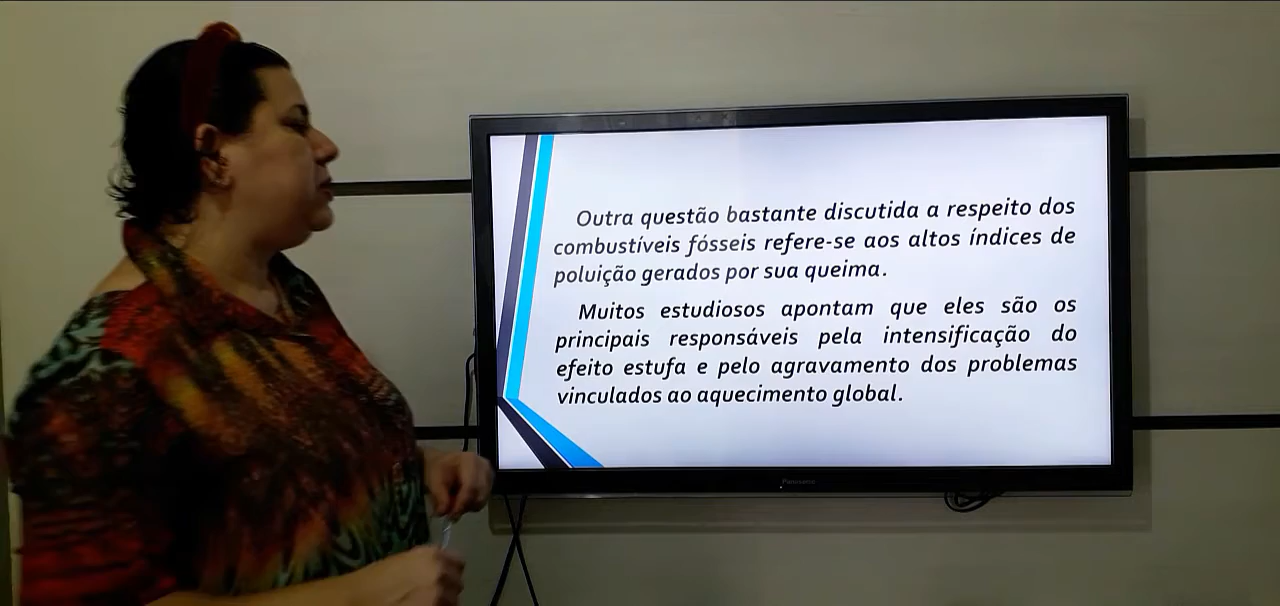 Outra questão bastante discutida a respeito dos
combustíveis fósseis refere-se aos altos índices de
poluição gerados por sua queima.
Muitos estudiosos apontam que eles são os
principais responsáveis pela intensificação do
efeito estufa e pelo agravamento dos problemas
vinculados ao aquecimento global.
Panasonic